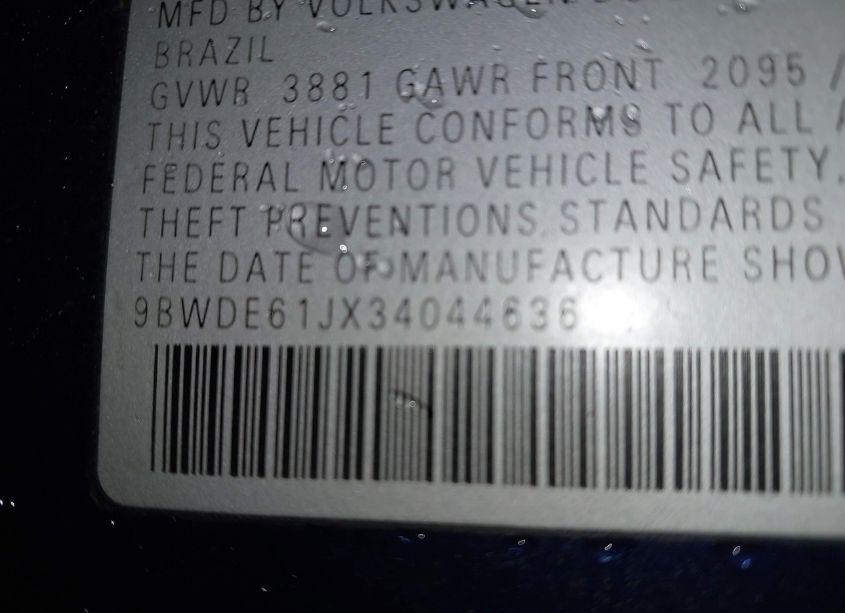 MFD BY VOLKSWAGEN
BRAZIL
GVWR 3881 GAWR FRONT 2095 /
THIS VEHICLE CONFORMS TO ALL
FEDERAL MOTOR VEHICLE SAFETY.
THEFT PREVENTIONS STANDARDS
THE DATE OF MANUFACTURE SHOW
9BWDE61JX34044636